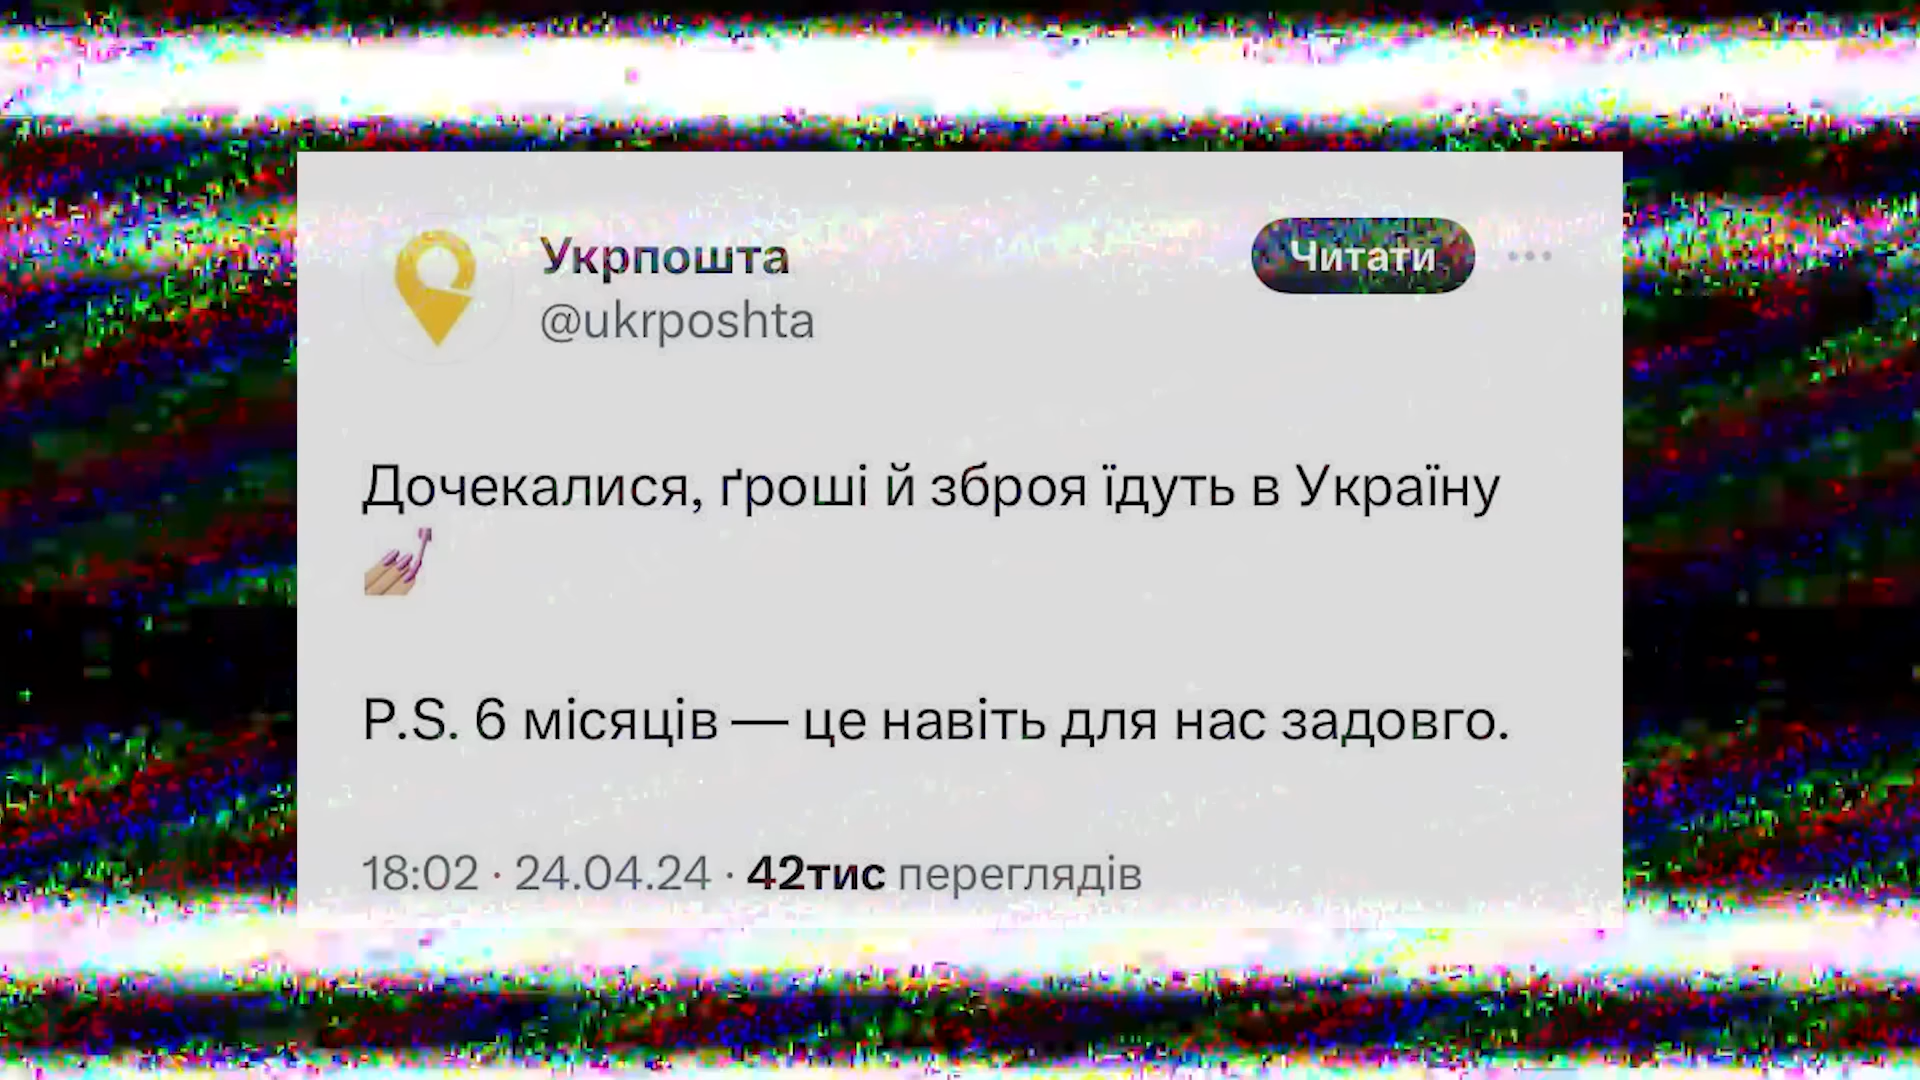 Укрпошта
@ukrposhta
Читати
Дочекалися, ґроші й зброя їдуть в Україну
💅🏼
P.S. 6 місяців — це навіть для нас задовго.
18:02 · 24.04.24 · 42тис переглядів